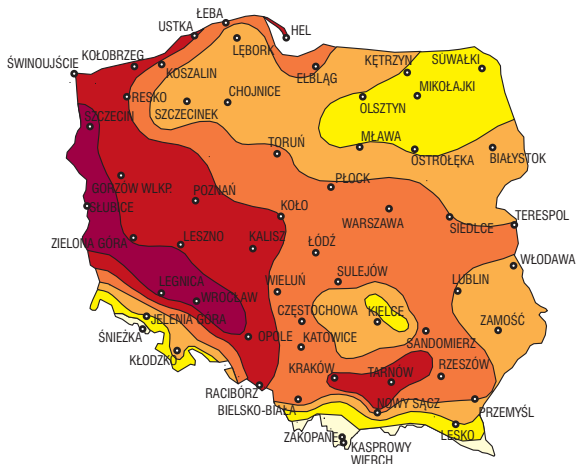 ŁEBA
USTKA
HEL
KOŁOBRZEG
LĘBORK
ŚWINOUJŚCIE
KOSZALIN
ELBLĄG
KĘTRZYN
SUWAŁKI
RESKO
CHOJNICE
MIKOŁAJKI
OLSZTYN
SZCZECINEK
SZCZECIN
TORUŃ
MŁAWA
OSTROŁĘKA
BIAŁYSTOK
PŁOCK
GORZÓW WLKP.
POZNAŃ
SŁUBICE
KOŁO
WARSZAWA
SIEDLCE
TERESPOL
ZIELONA GÓRA
LESZNO
KALISZ
ŁÓDŹ
WŁODAWA
SULEJÓW
LEGNICA
WIELUŃ
LUBLIN
WROCŁAW
CZĘSTOCHOWA
KIELCE
JELENIA GÓRA
ZAMOŚĆ
ŚNIEŻKA
OPOLE
KATOWICE
SANDOMIERZ
KŁODZKO
KRAKÓW
TARNÓW
RZESZÓW
RACIBÓRZ
BIELSKO-BIAŁA
NOWY SĄCZ
PRZEMYŚL
ZAKOPANE
LESKO
KASPROWY
WIERCH